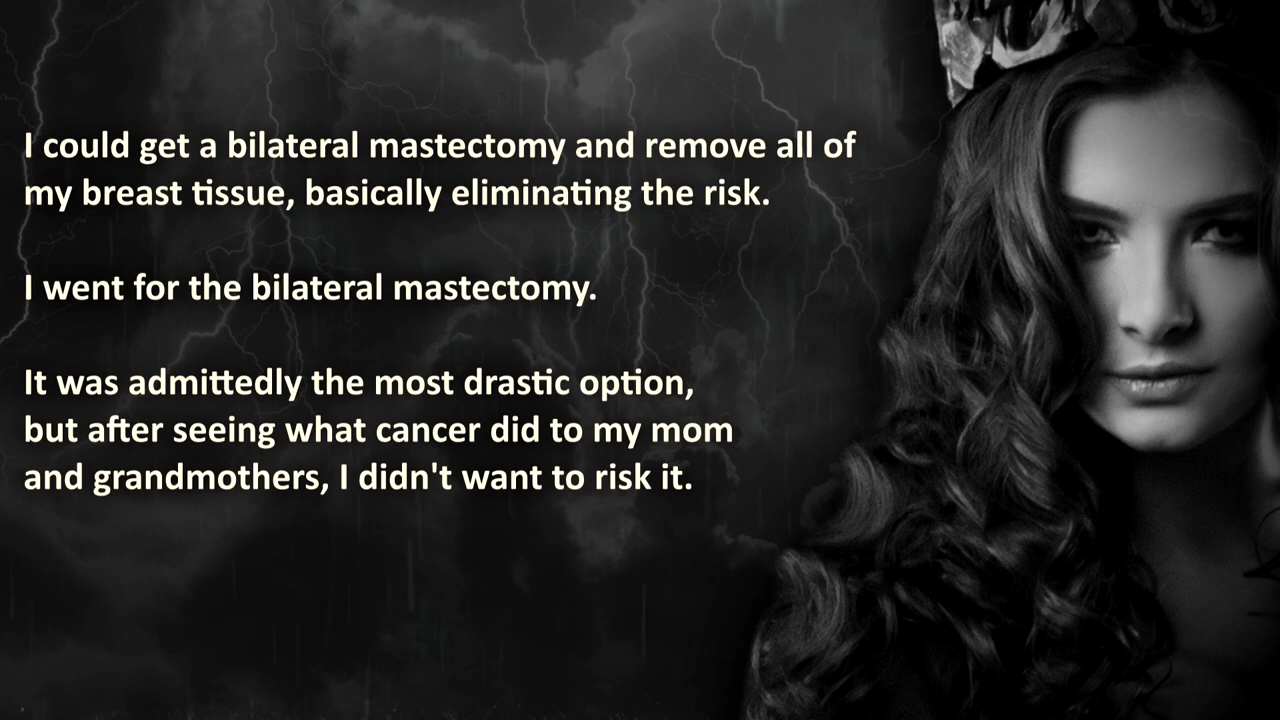 I could get a bilateral mastectomy and remove all of
my breast tissue, basically eliminating the risk.
I went for the bilateral mastectomy.
It was admittedly the most drastic option,
but after seeing what cancer did to my mom
and grandmothers, I didn't want to risk it.